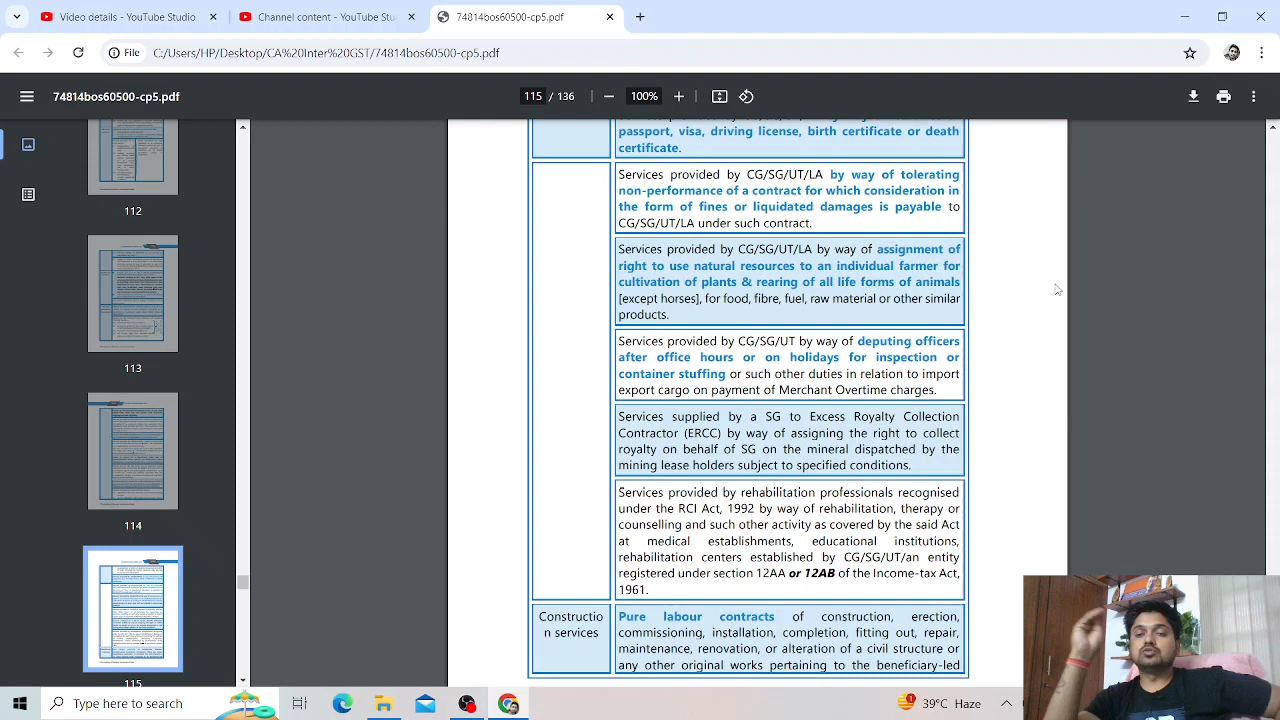 Video details - YouTube Studio
Channel content - YouTube Stu
74814bos60500-cp5.pdf
File
C:/Users/HP/Desktop/CA%20Inter%20GST/74814bos60500-cp5.pdf
74814bos60500-cp5.pdf
115 / 136
100%
passport, visa, driving license, birth certificate or death
certificate.
Services provided by CG/SG/UT/LA by way of tolerating
non-performance of a contract for which consideration in
the form of fines or liquidated damages is payable to
CG/SG/UT/LA under such contract.
Services provided by CG/SG/UT/LA by way of assignment of
right to use natural resources to an individual farmer for
cultivation of plants & rearing of all life forms of animals
[except horses], for food, fibre, fuel, raw material or other similar
products.
Services provided by CG/SG/UT by way of deputing officers
after office hours or on holidays for inspection or
container stuffing or such other duties in relation to import
export cargo on payment of Merchant Overtime charges.
Services supplied by a SG to Excess Royalty Collection
Contractor (ERCC) by way of assigning the right to collect
royalty on behalf of SG on the mineral dispatched by the
mining lease holders subject to specified conditions.
Services provided by rehabilitation professionals recognised
under the RCI Act, 1992 by way of rehabilitation, therapy or
counselling and such other activity as covered by the said Act
at medical establishments, educational institutions,
rehabilitation centers established by CG/SG/UT/an entity
registered under section 12AA or 12AB of the Income-tax Act,
1961.
Constructio
n services
Pure labour contracts of construction, erection,
commissioning, installation, completion, fitting out, repair,
maintenance, renovation, or alteration of a civil structure or
any other original works pertaining to the beneficiary-led
112
113
114
115
Type here to search
1
39°C Haze